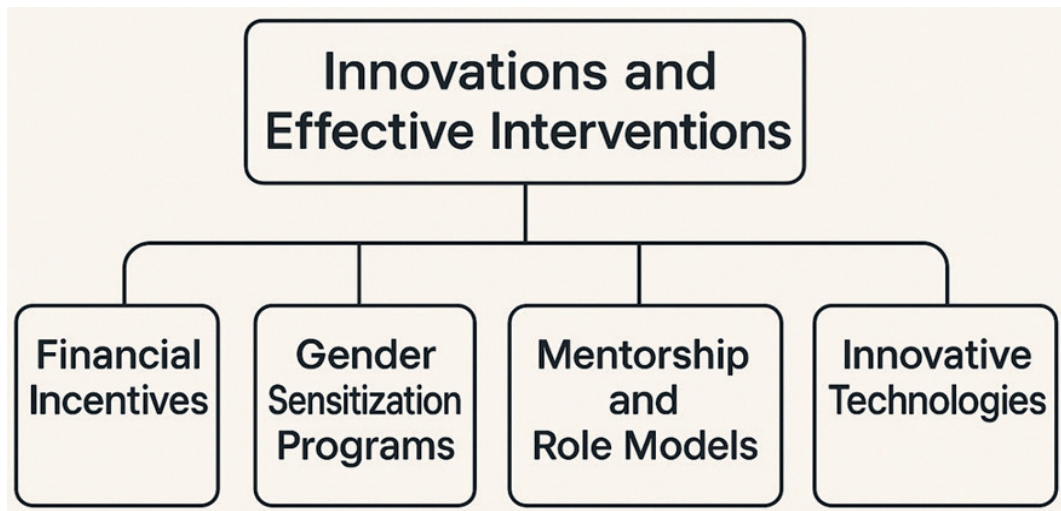 Innovations and
Effective Interventions
Financial
Incentives
Gender
Sensitization
Programs
Mentorship
and
Role Models
Innovative
Technologies